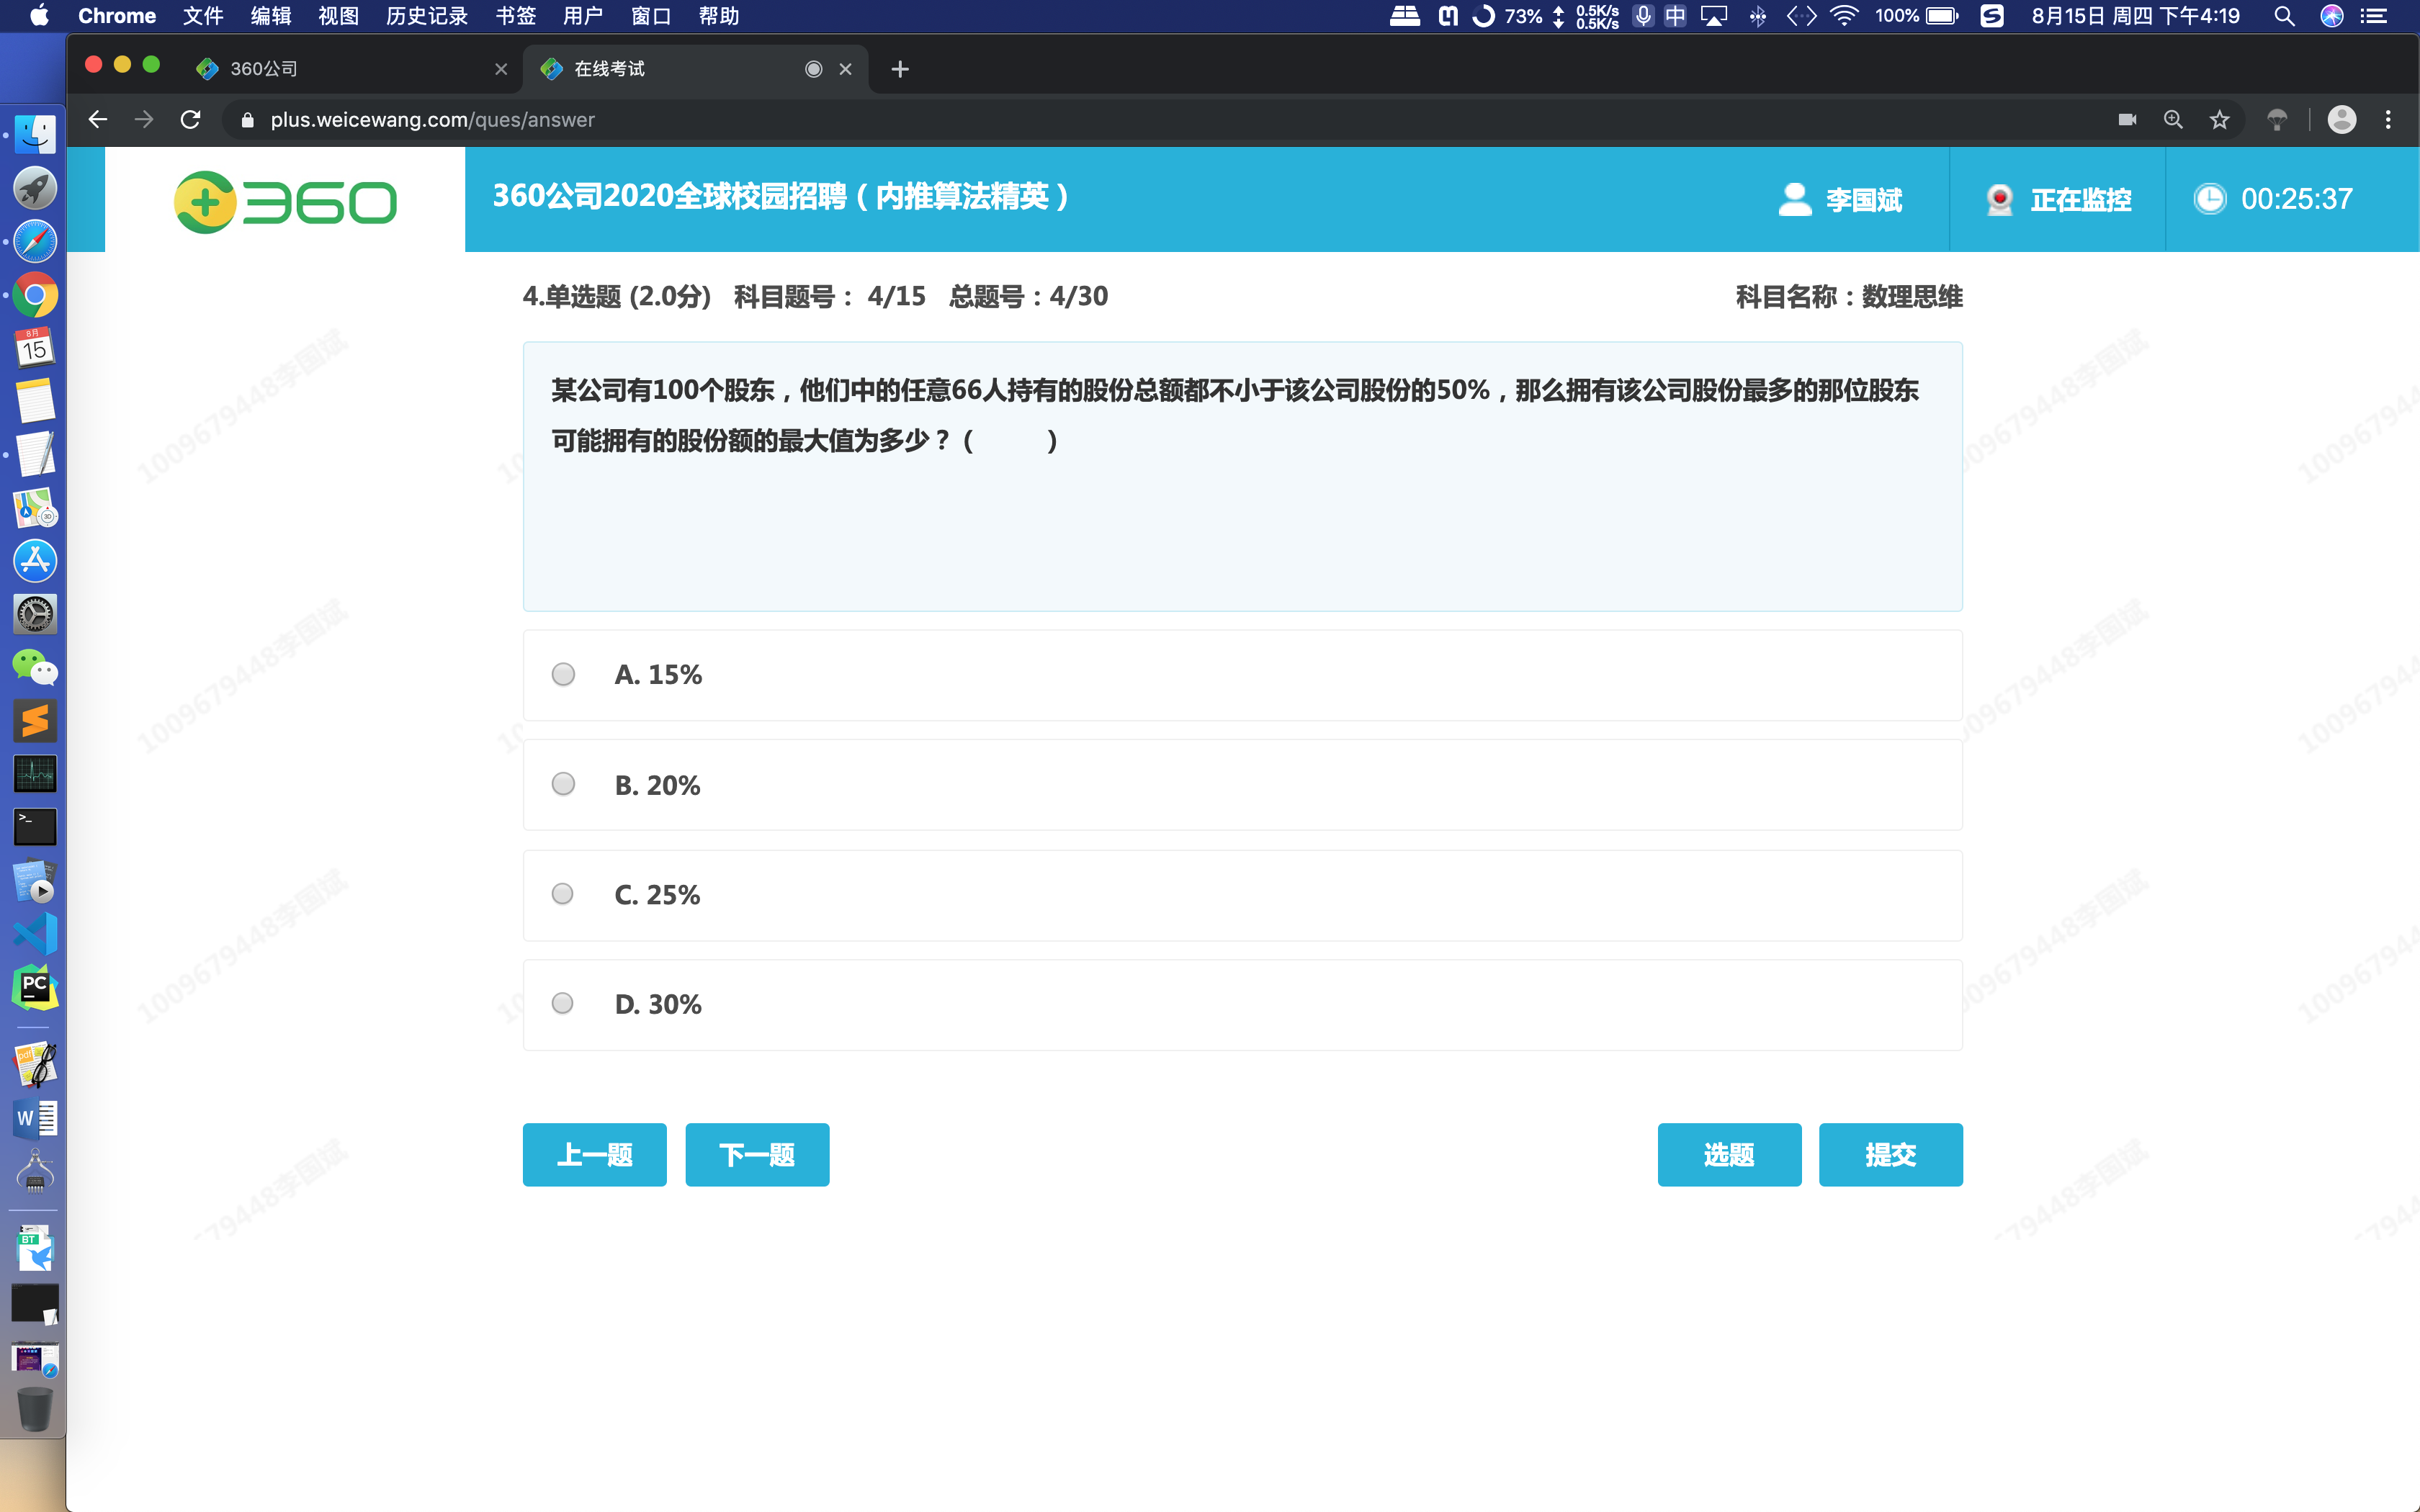 Chrome 文件 编辑 视图 历史记录 书签 用户 窗口 帮助 73% 0.5K/s 0.5K/s 中 100% 8月15日 周四 下午4:19
360公司 在线考试
plus.weicewang.com/ques/answer
360 360公司2020全球校园招聘（内推算法精英） 李国斌 正在监控 00:25:37
4.单选题 (2.0分) 科目题号： 4/15 总题号：4/30 科目名称：数理思维
某公司有100个股东，他们中的任意66人持有的股份总额都不小于该公司股份的50%，那么拥有该公司股份最多的那位股东
可能拥有的股份额的最大值为多少？（ ）
A. 15%
B. 20%
C. 25%
D. 30%
上一题 下一题 选题 提交
1009679448李国斌
8月
15
PC
W
BT